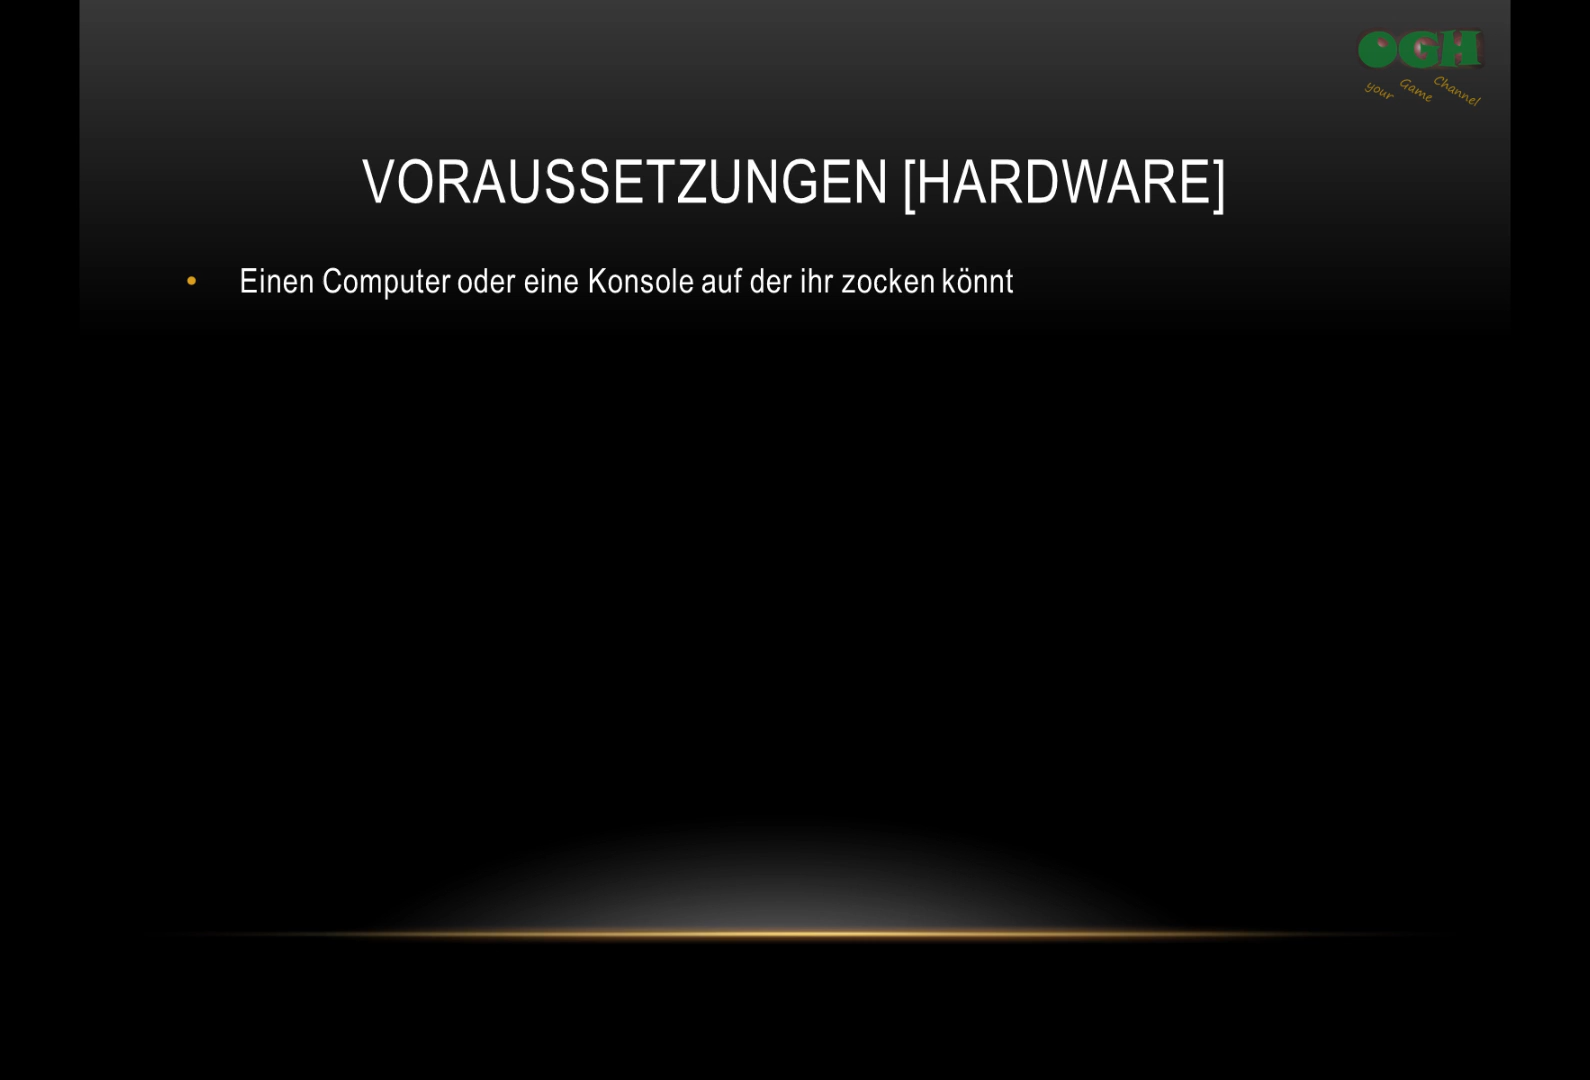 OGH
your Game Channel
VORAUSSETZUNGEN [HARDWARE]
• Einen Computer oder eine Konsole auf der ihr zocken könnt